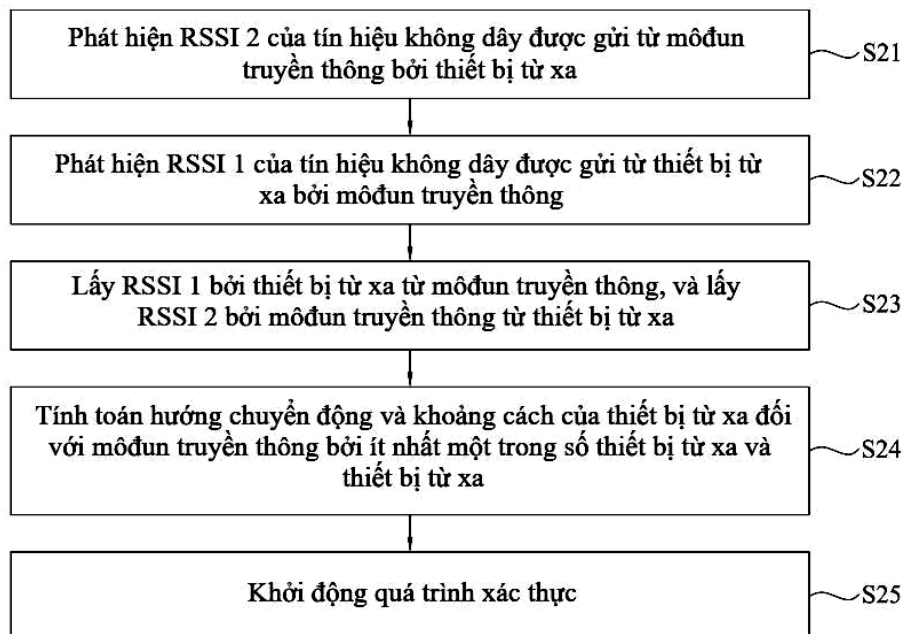 Phát hiện RSSI 2 của tín hiệu không dây được gửi từ môđun
truyền thông bởi thiết bị từ xa
S21
Phát hiện RSSI 1 của tín hiệu không dây được gửi từ thiết bị từ
xa bởi môđun truyền thông
S22
Lấy RSSI 1 bởi thiết bị từ xa từ môđun truyền thông, và lấy
RSSI 2 bởi môđun truyền thông từ thiết bị từ xa
S23
Tính toán hướng chuyển động và khoảng cách của thiết bị từ xa đối
với môđun truyền thông bởi ít nhất một trong số thiết bị từ xa và
thiết bị từ xa
S24
Khởi động quá trình xác thực
S25